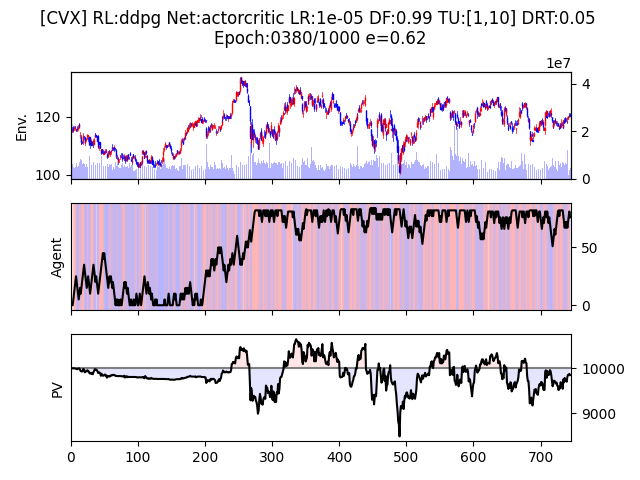 [CVX] RL:ddpg Net:actorcritic LR:1e-05 DF:0.99 TU:[1,10] DRT:0.05
Epoch:0380/1000 e=0.62
1e7
Env.
120
100
4
2
0
Agent
50
0
PV
10000
9000
0 100 200 300 400 500 600 700